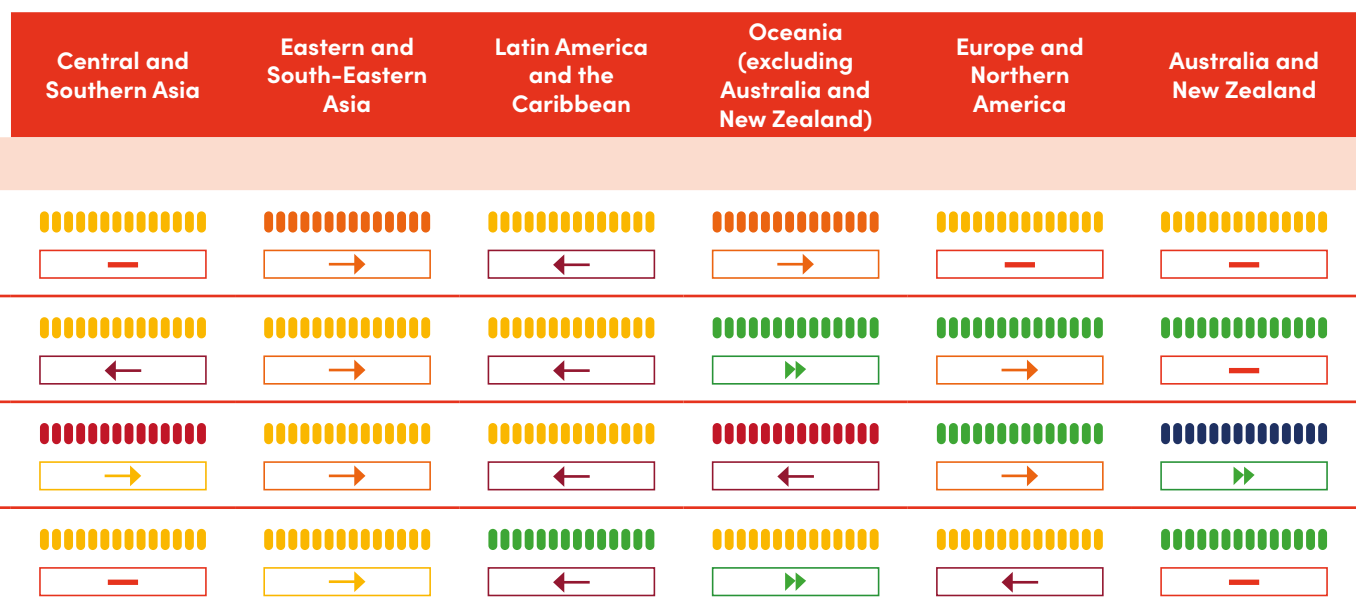 Central and
Southern Asia
Eastern and
South-Eastern
Asia
Latin America
and the
Caribbean
Oceania
(excluding
Australia and
New Zealand)
Europe and
Northern
America
Australia and
New Zealand